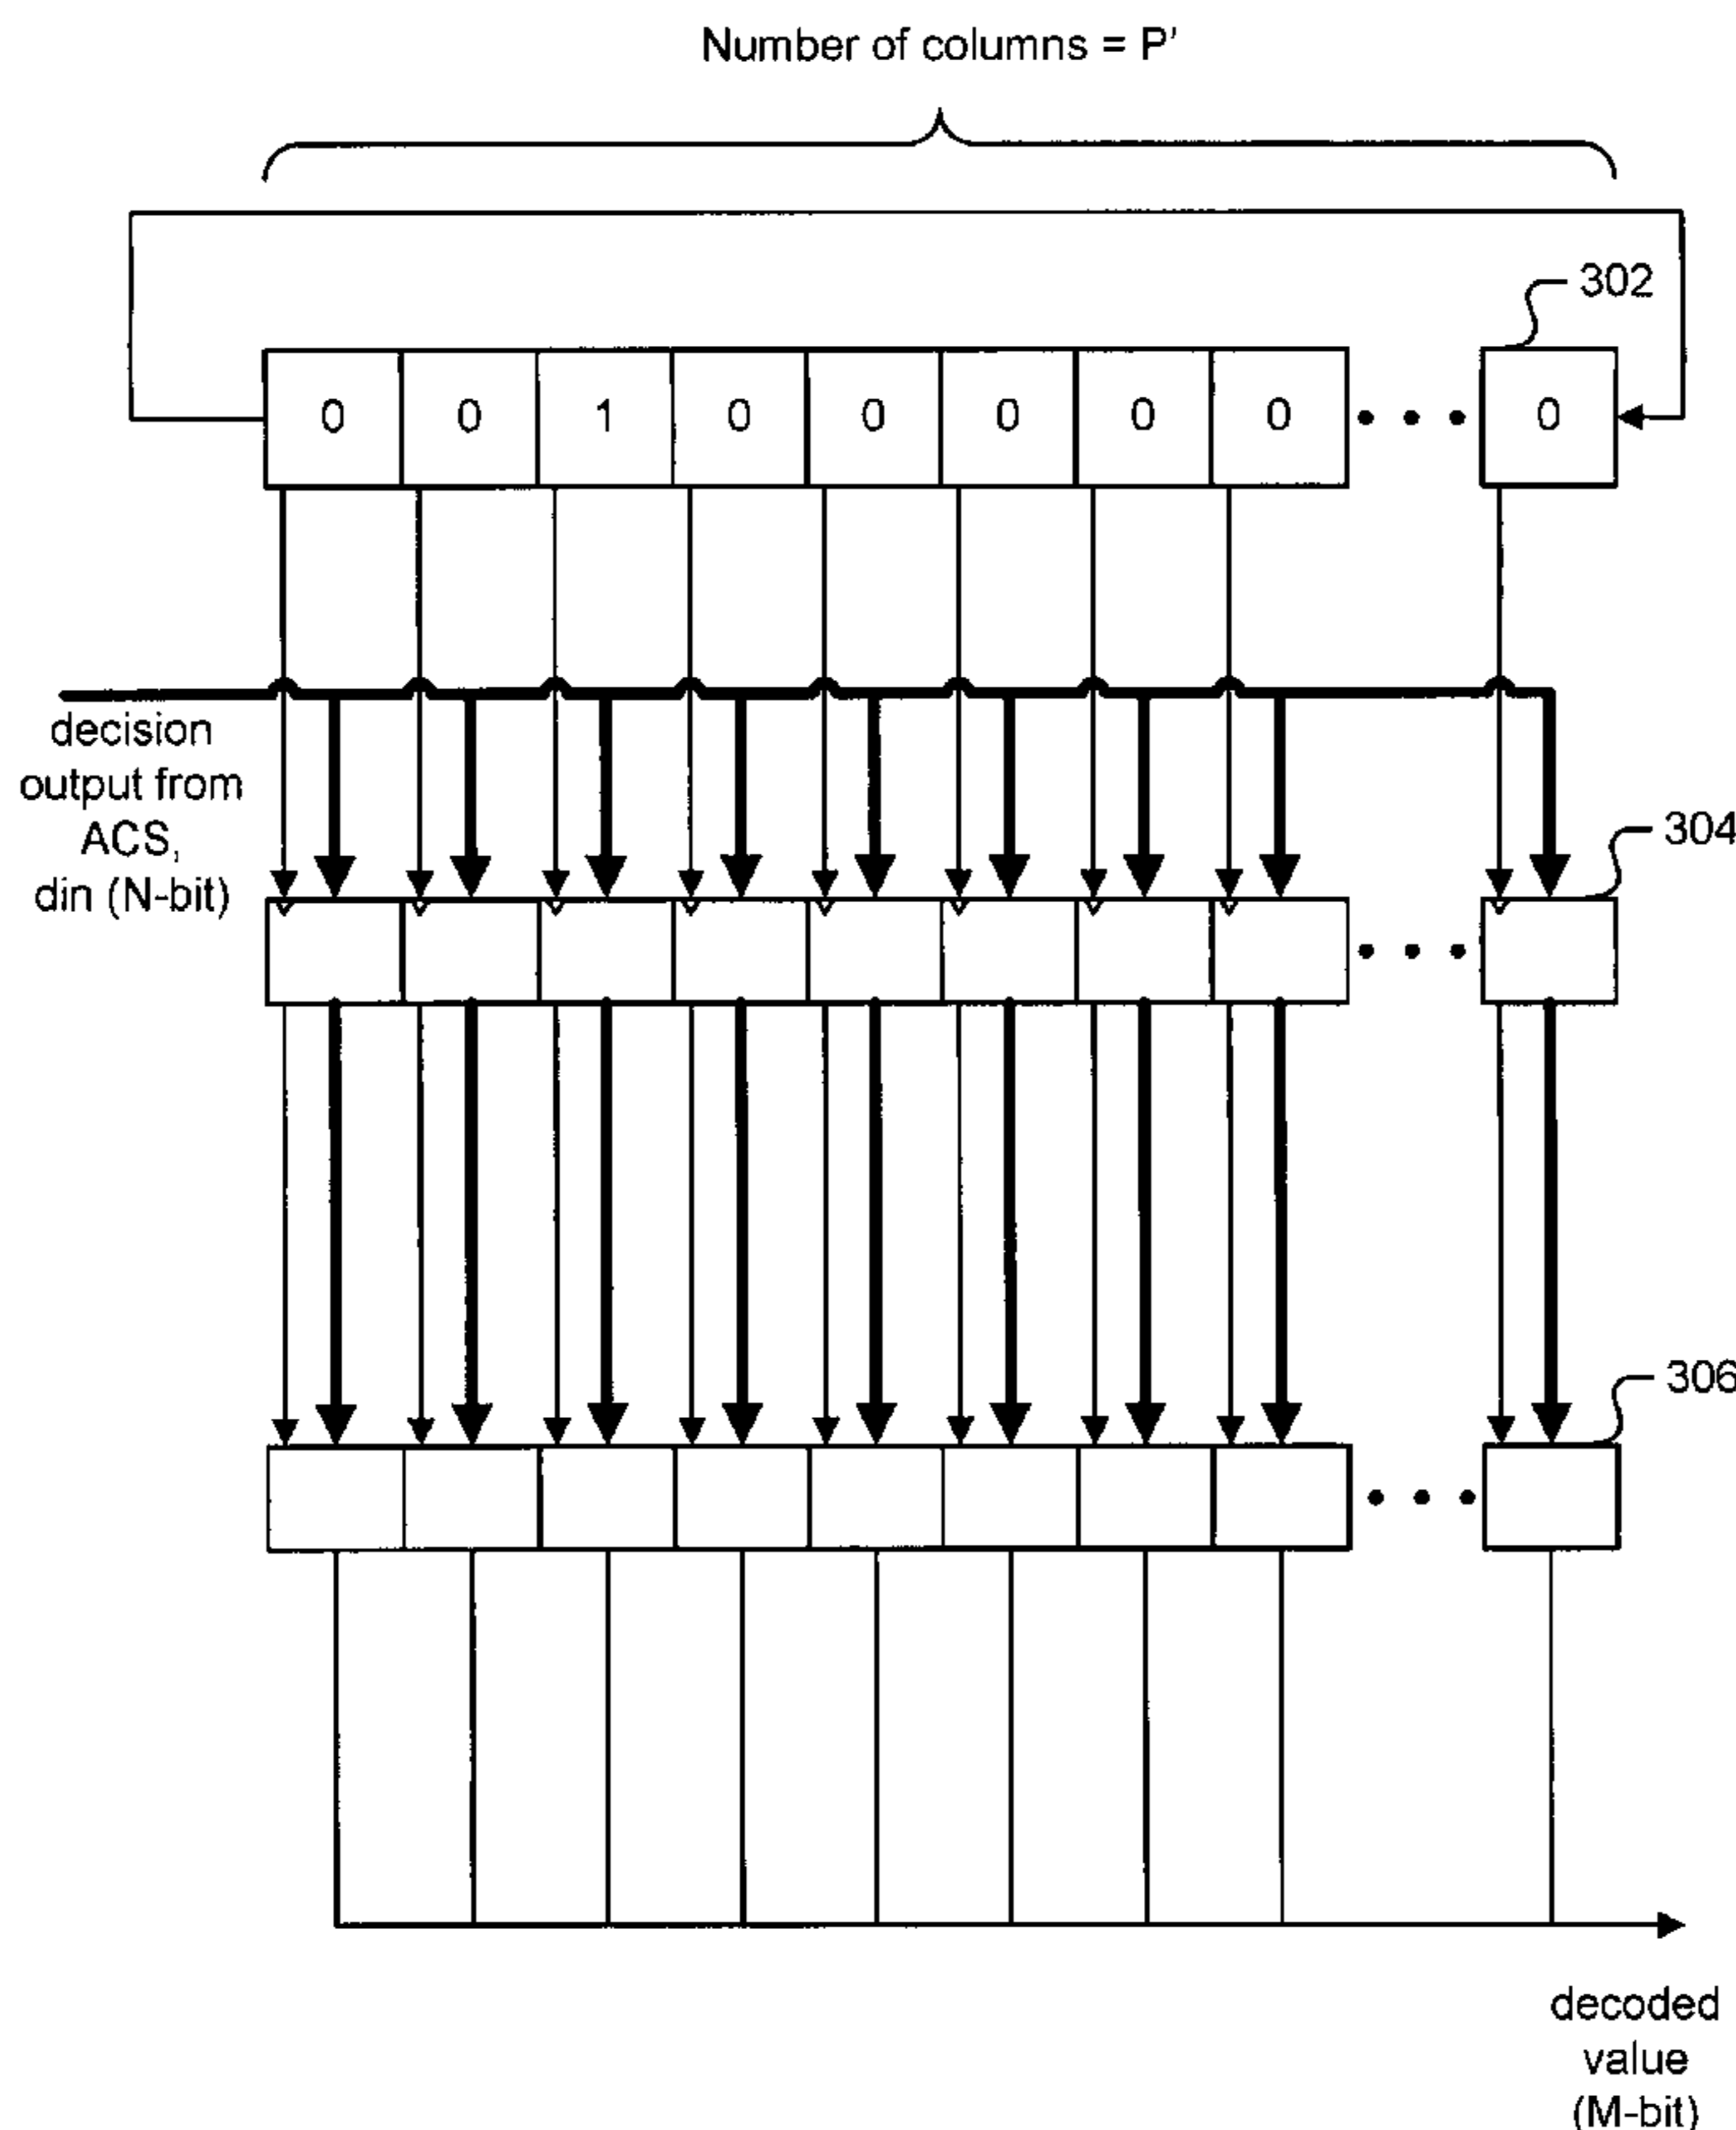 Number of columns = P'
302
0 0 1 0 0 0 0 0 0
decision
output from
ACS,
din (N-bit)
304
306
decoded
value
(M-bit)